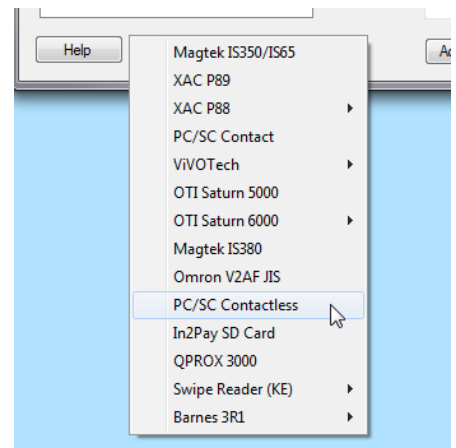 Help
Magtek IS350/IS65
XAC P89
XAC P88
PC/SC Contact
ViVOTech
OTI Saturn 5000
OTI Saturn 6000
Magtek IS380
Omron V2AF JIS
PC/SC Contactless
In2Pay SD Card
QPROX 3000
Swipe Reader (KE)
Barnes 3R1